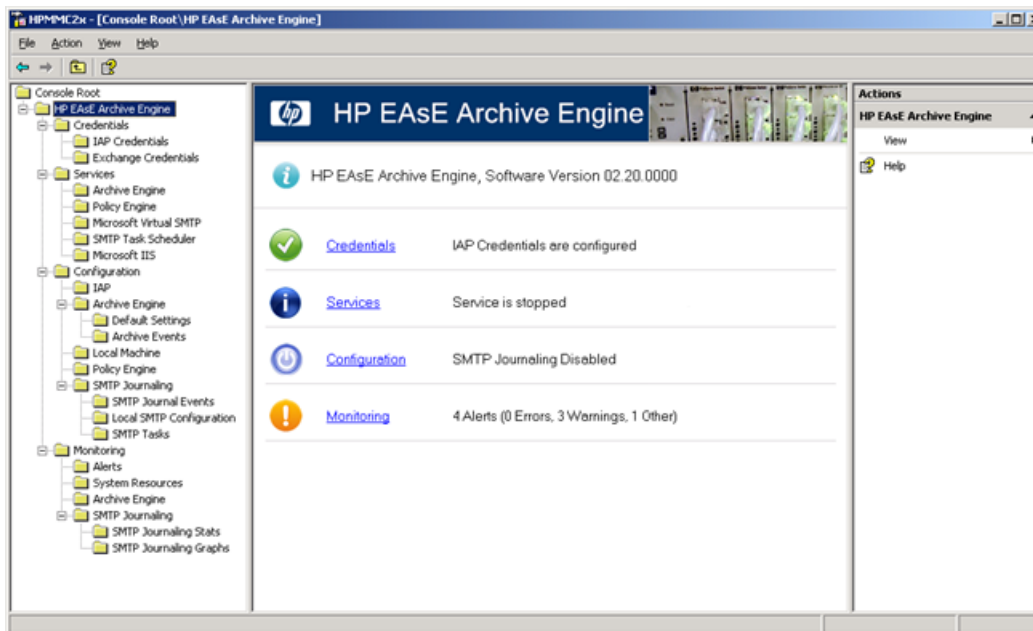 HPMMC2x - [Console Root\HP EAsE Archive Engine]
File Action View Help
Console Root
HP EAsE Archive Engine
Credentials
IAP Credentials
Exchange Credentials
Services
Archive Engine
Policy Engine
Microsoft Virtual SMTP
SMTP Task Scheduler
Microsoft IIS
Configuration
IAP
Archive Engine
Default Settings
Archive Events
Local Machine
Policy Engine
SMTP Journaling
SMTP Journal Events
Local SMTP Configuration
SMTP Tasks
Monitoring
Alerts
System Resources
Archive Engine
SMTP Journaling
SMTP Journaling Stats
SMTP Journaling Graphs
hp HP EAsE Archive Engine
HP EAsE Archive Engine, Software Version 02.20.0000
Credentials IAP Credentials are configured
Services Service is stopped
Configuration SMTP Journaling Disabled
Monitoring 4 Alerts (0 Errors, 3 Warnings, 1 Other)
Actions
HP EAsE Archive Engine
View
Help